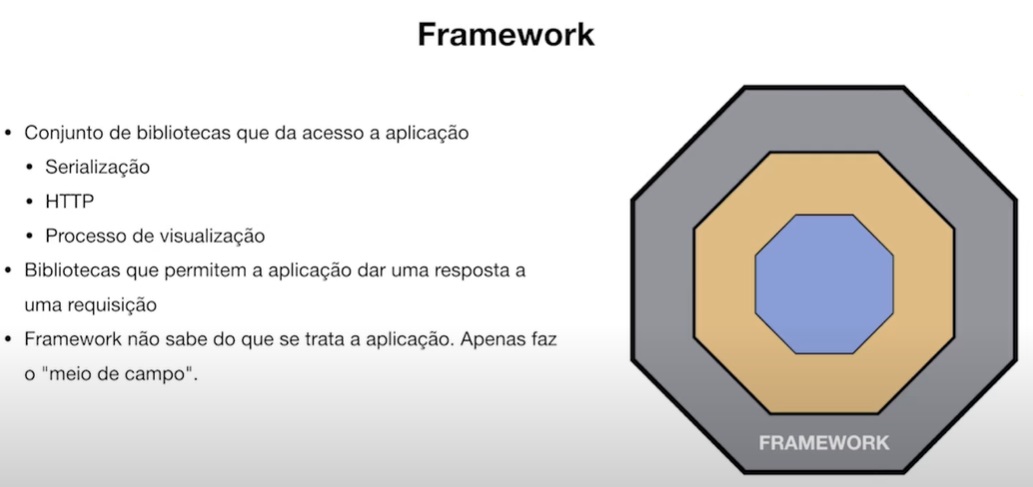 Framework
• Conjunto de bibliotecas que da acesso a aplicação
• Serialização
• HTTP
• Processo de visualização
• Bibliotecas que permitem a aplicação dar uma resposta a
uma requisição
• Framework não sabe do que se trata a aplicação. Apenas faz
o "meio de campo".
FRAMEWORK